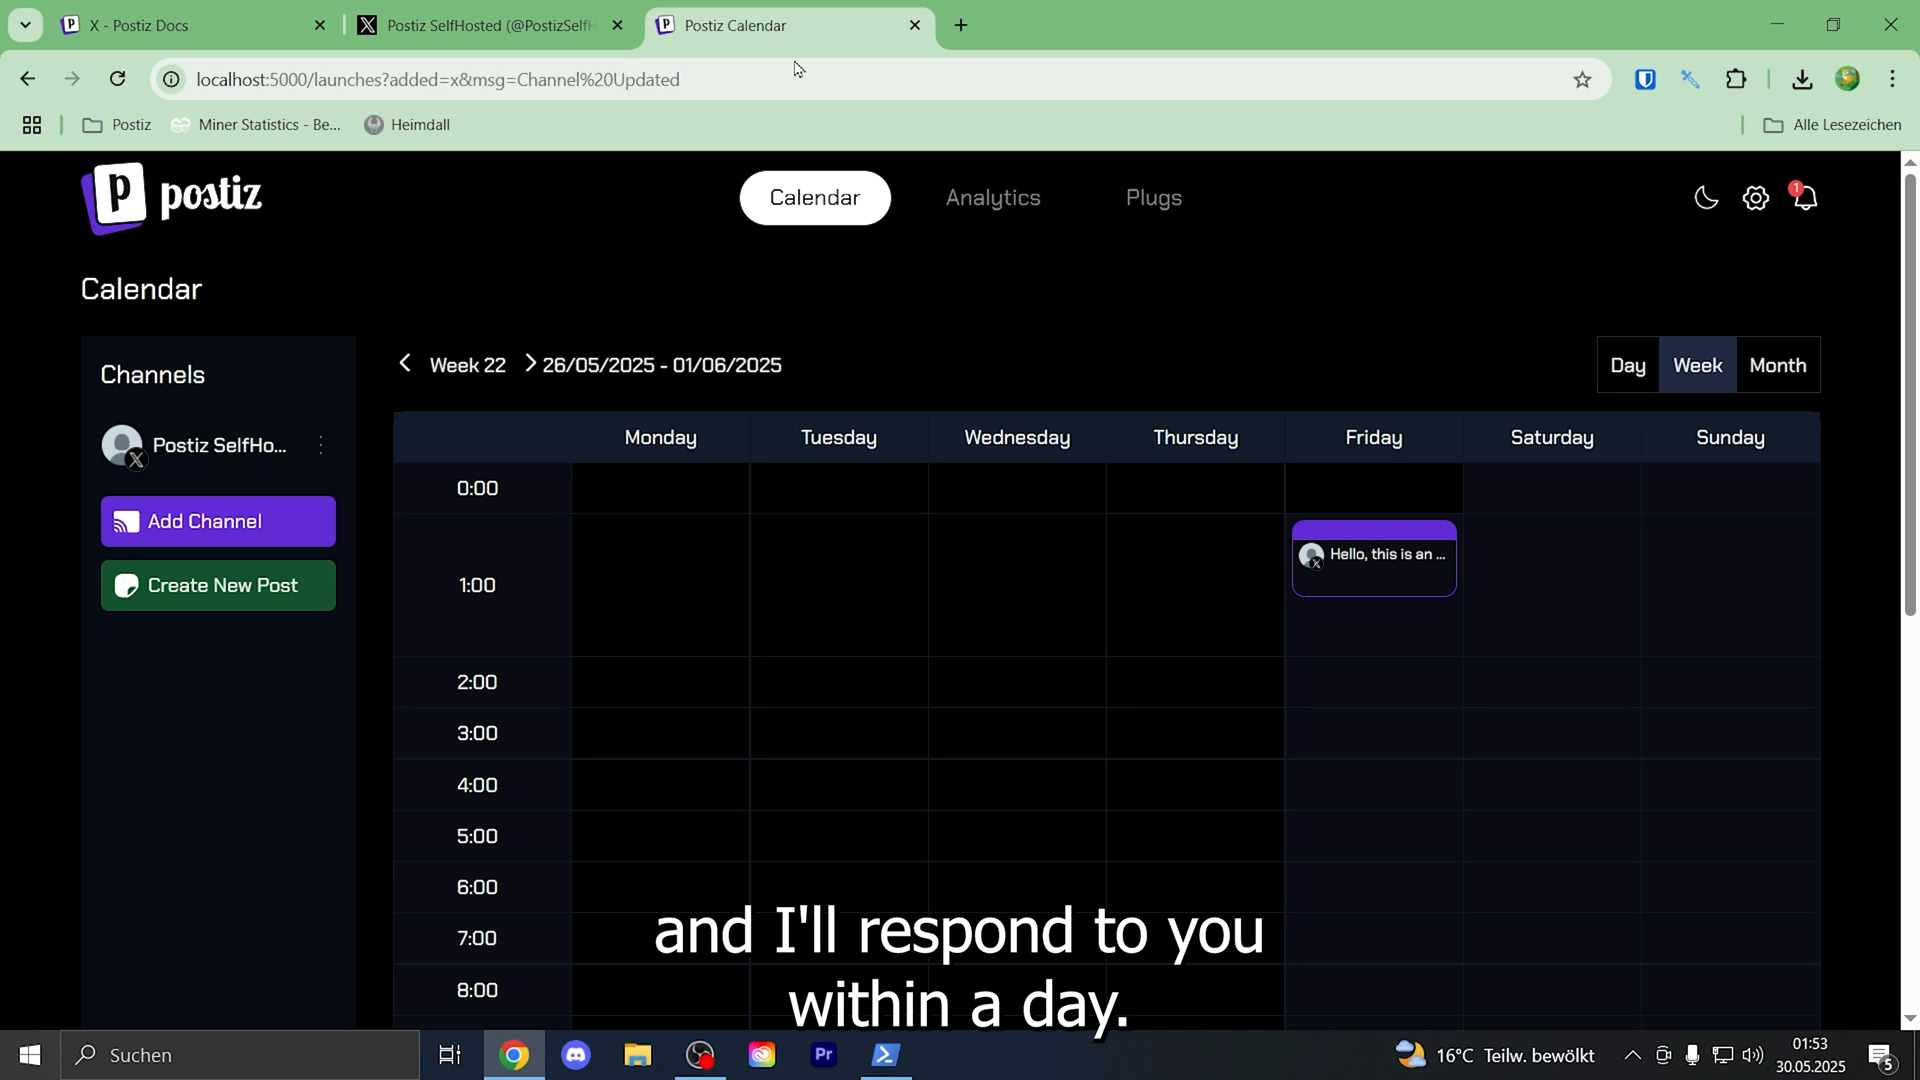 X - Postiz Docs
Postiz SelfHosted (@PostizSelfH
Postiz Calendar
localhost:5000/launches?added=x&msg=Channel%20Updated
Postiz
Miner Statistics - Be...
Heimdall
Alle Lesezeichen
postiz
Calendar
Analytics
Plugs
1
Calendar
Channels
Postiz SelfHo...
Add Channel
Create New Post
Week 22
26/05/2025 - 01/06/2025
Day
Week
Month
Monday
Tuesday
Wednesday
Thursday
Friday
Saturday
Sunday
0:00
1:00
Hello, this is an ...
2:00
3:00
4:00
5:00
6:00
7:00
8:00
and I'll respond to you
within a day.
Suchen
Pr
16°C Teilw. bewölkt
01:53
30.05.2025
5